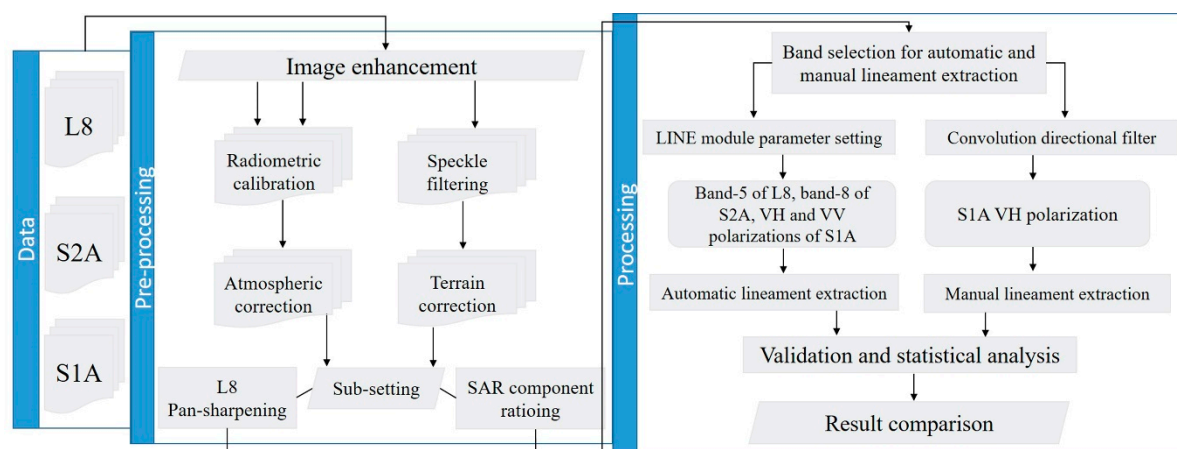 Data
L8
S2A
S1A
Pre-processing
Image enhancement
Radiometric
calibration
Speckle
filtering
Atmospheric
correction
Terrain
correction
L8
Pan-sharpening
Sub-setting
SAR component
ratioing
Processing
Band selection for automatic and
manual lineament extraction
LINE module parameter setting
Convolution directional filter
Band-5 of L8, band-8 of
S2A, VH and VV
polarizations of S1A
S1A VH polarization
Automatic lineament extraction
Manual lineament extraction
Validation and statistical analysis
Result comparison